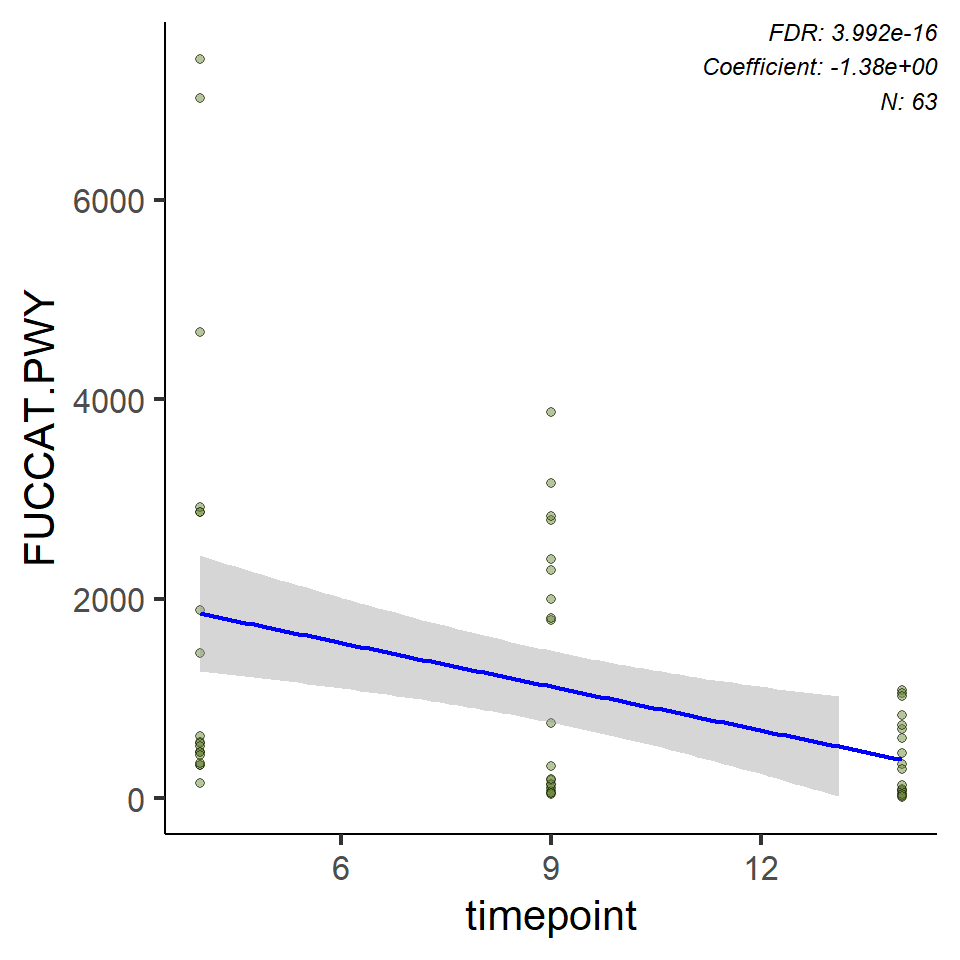 FDR: 3.992e-16
Coefficient: -1.38e+00
N: 63
6000
4000
2000
0
FUCCAT.PWY
6 9 12
timepoint